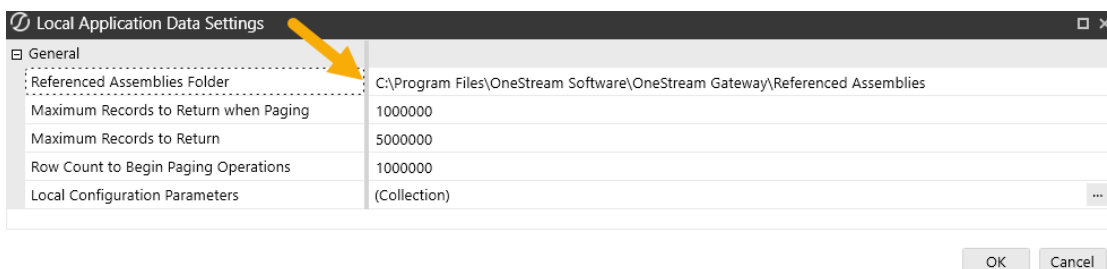 Local Application Data Settings
General
Referenced Assemblies Folder C:\Program Files\OneStream Software\OneStream Gateway\Referenced Assemblies
Maximum Records to Return when Paging 1000000
Maximum Records to Return 5000000
Row Count to Begin Paging Operations 1000000
Local Configuration Parameters (Collection) ...
OK Cancel